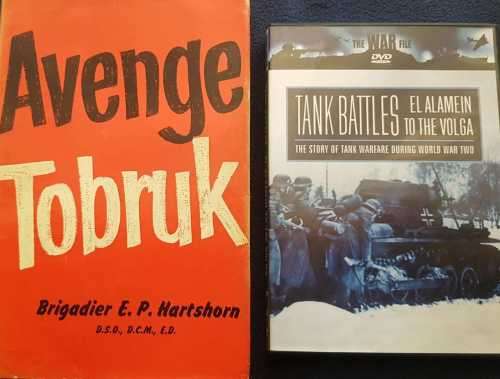 Avenge
Tobruk
Brigadier E. P. Hartshorn
D.S.O., D.C.M., E.D.
THE WAR FILE
DVD
TANK BATTLES
EL ALAMEIN
TO THE VOLGA
THE STORY OF TANK WARFARE DURING WORLD WAR TWO